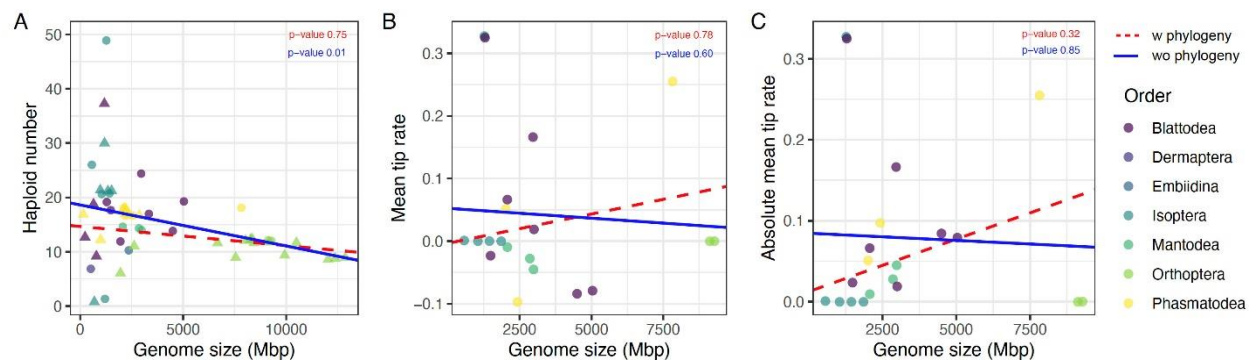 A
p-value 0.75
p-value 0.01
Haploid number
50
40
30
20
10
0
0
5000
10000
Genome size (Mbp)
B
p-value 0.78
p-value 0.60
Mean tip rate
0.3
0.2
0.1
0.0
-0.1
2500
5000
7500
Genome size (Mbp)
C
p-value 0.32
p-value 0.85
Absolute mean tip rate
0.3
0.2
0.1
0.0
2500
5000
7500
Genome size (Mbp)
w phylogeny
wo phylogeny
Order
Blattodea
Dermaptera
Embiidina
Isoptera
Mantodea
Orthoptera
Phasmatodea